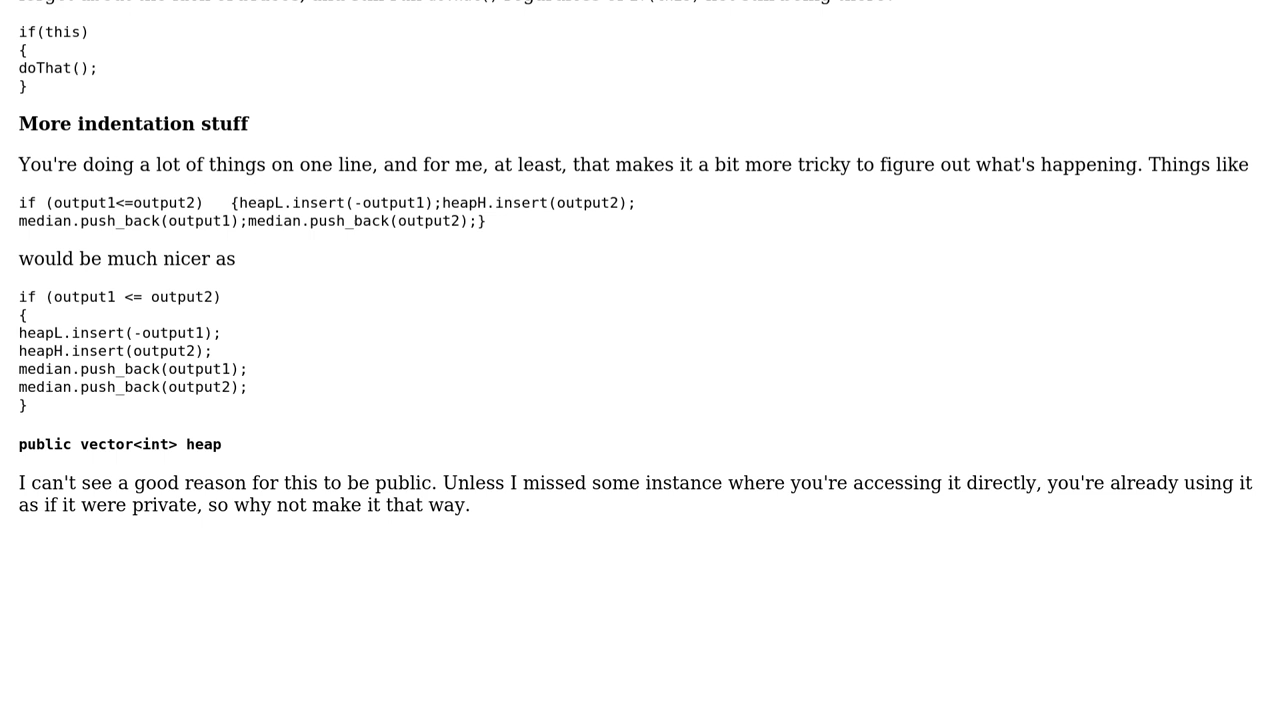 if(this)
{
doThat();
}
More indentation stuff
You're doing a lot of things on one line, and for me, at least, that makes it a bit more tricky to figure out what's happening. Things like
if (output1<=output2)   {heapL.insert(-output1);heapH.insert(output2);
median.push_back(output1);median.push_back(output2);}
would be much nicer as
if (output1 <= output2)
{
heapL.insert(-output1);
heapH.insert(output2);
median.push_back(output1);
median.push_back(output2);
}
public vector<int> heap
I can't see a good reason for this to be public. Unless I missed some instance where you're accessing it directly, you're already using it
as if it were private, so why not make it that way.